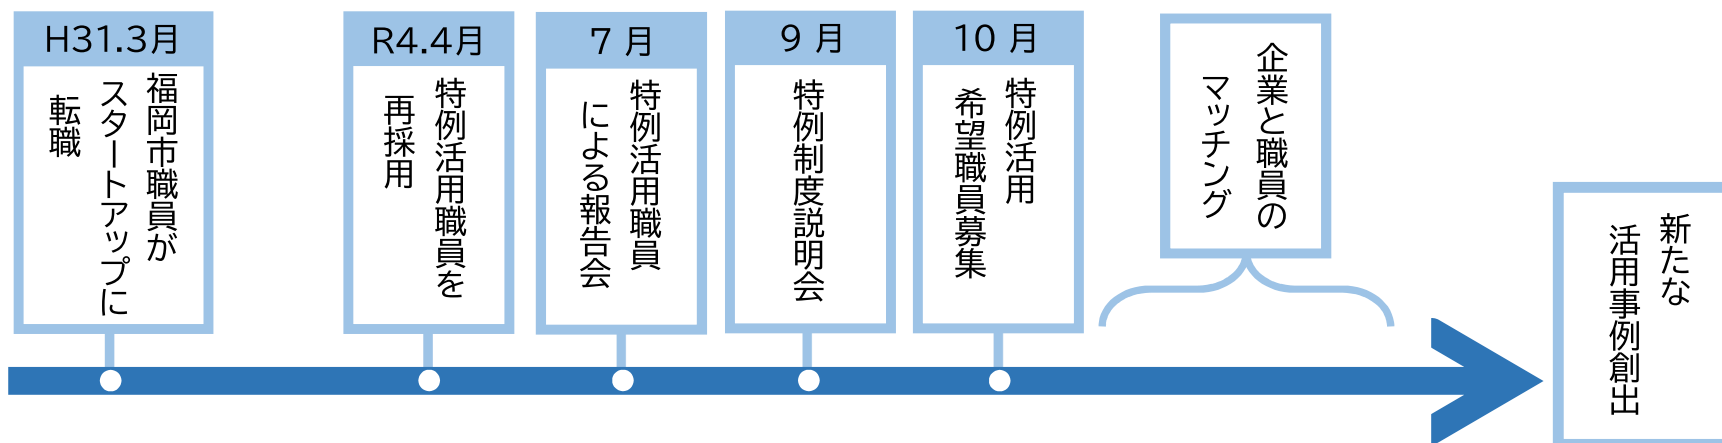 H31.3月
福岡市職員が
スタートアップに
転職
R4.4月
特例活用職員を
再採用
7 月
特例活用職員
による報告会
9 月
特例制度説明会
10 月
特例活用
希望職員募集
企業と職員の
マッチング
新たな
活用事例創出